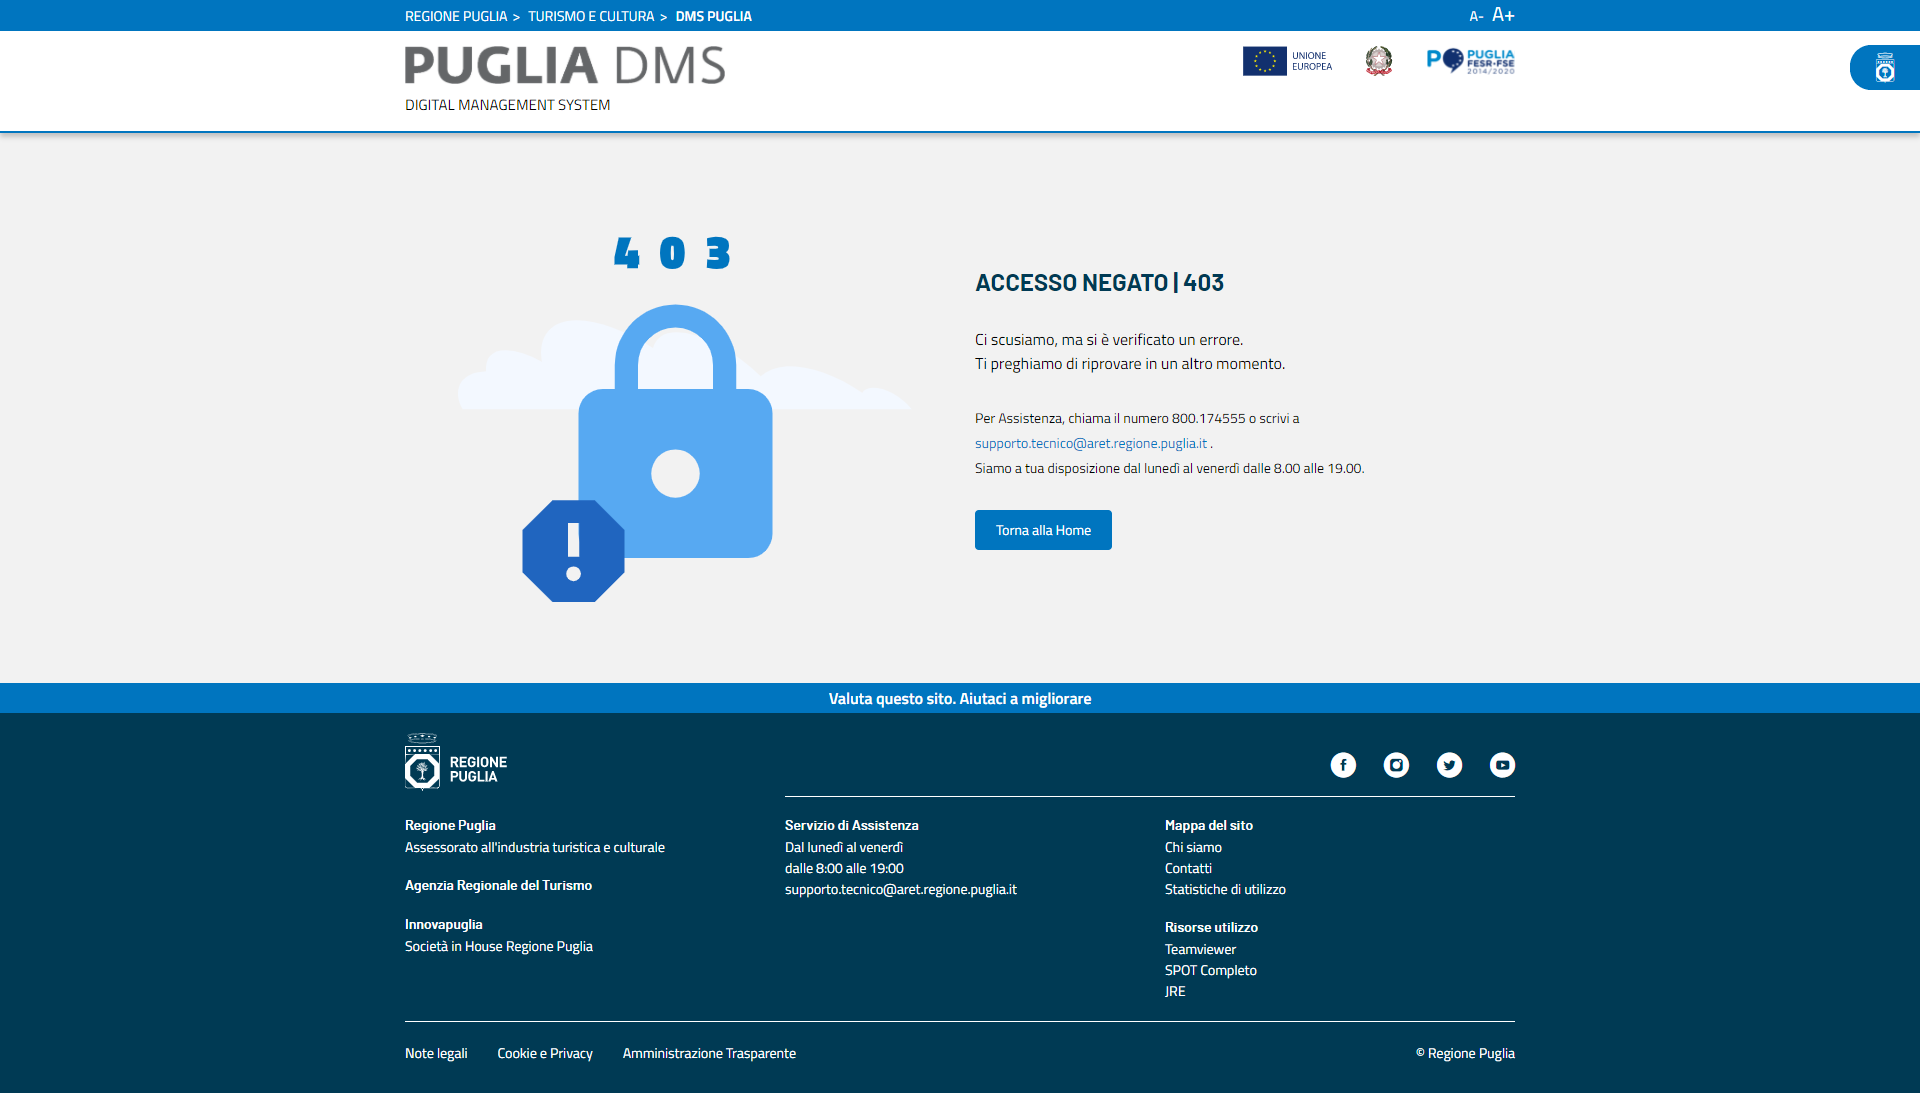 REGIONE PUGLIA > TURISMO E CULTURA > DMS PUGLIA
A- A+
PUGLIA DMS
DIGITAL MANAGEMENT SYSTEM
UNIONE
EUROPEA
PO PUGLIA
FESR-FSE
2014/2020
4 0 3
ACCESSO NEGATO | 403
Ci scusiamo, ma si è verificato un errore.
Ti preghiamo di riprovare in un altro momento.
Per Assistenza, chiama il numero 800.174555 o scrivi a
supporto.tecnico@aret.regione.puglia.it .
Siamo a tua disposizione dal lunedì al venerdì dalle 8.00 alle 19.00.
Torna alla Home
Valuta questo sito. Aiutaci a migliorare
REGIONE
PUGLIA
Regione Puglia
Assessorato all'industria turistica e culturale
Agenzia Regionale del Turismo
Innovapuglia
Società in House Regione Puglia
Servizio di Assistenza
Dal lunedì al venerdì
dalle 8:00 alle 19:00
supporto.tecnico@aret.regione.puglia.it
Mappa del sito
Chi siamo
Contatti
Statistiche di utilizzo
Risorse utilizzo
Teamviewer
SPOT Completo
JRE
Note legali
Cookie e Privacy
Amministrazione Trasparente
© Regione Puglia